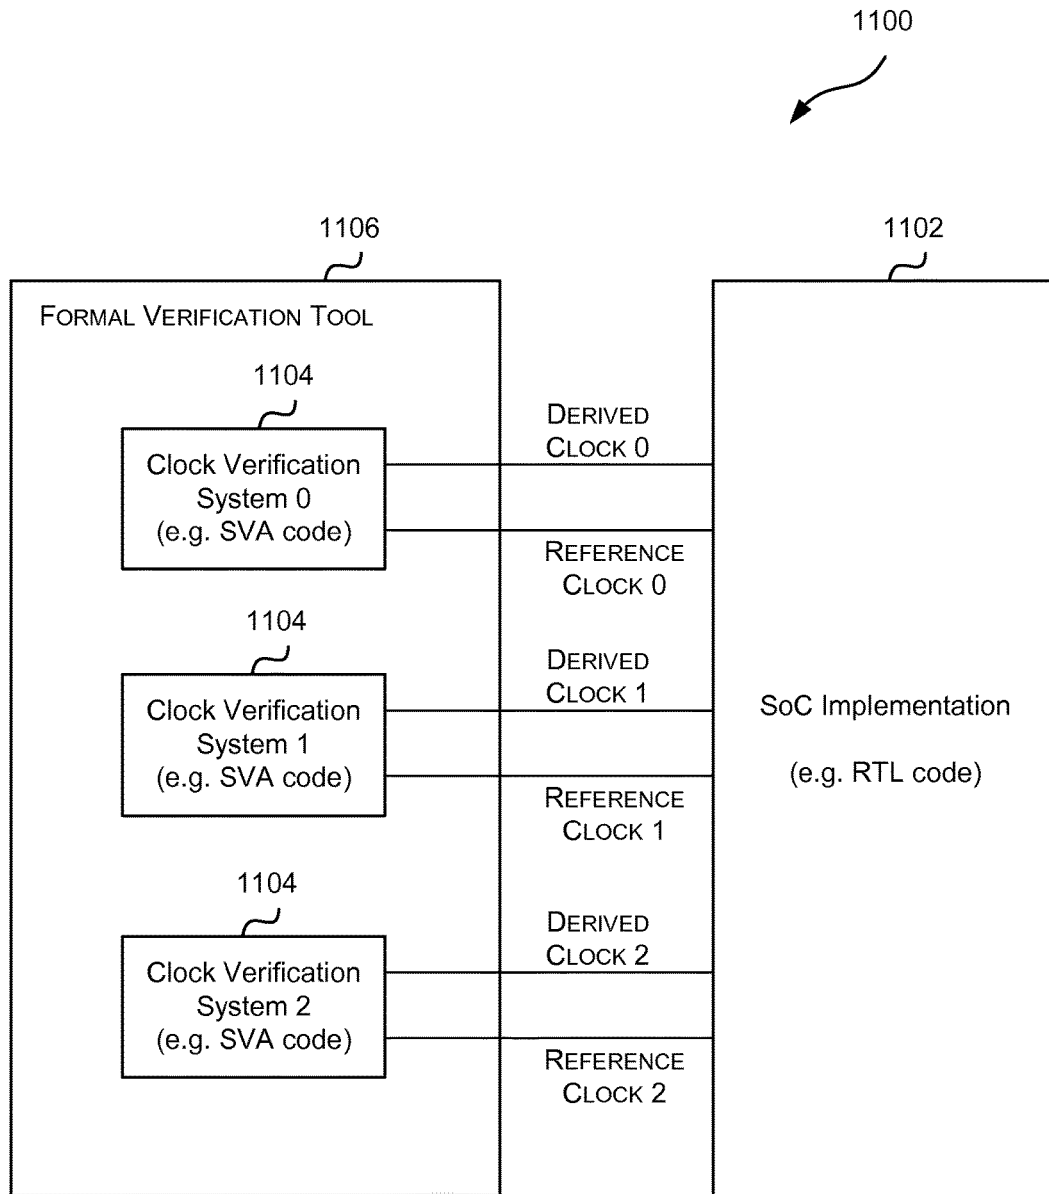 1100
1106
1102
FORMAL VERIFICATION TOOL
1104
Clock Verification
System 0
(e.g. SVA code)
DERIVED
CLOCK 0
REFERENCE
CLOCK 0
1104
Clock Verification
System 1
(e.g. SVA code)
DERIVED
CLOCK 1
REFERENCE
CLOCK 1
SoC Implementation
(e.g. RTL code)
1104
Clock Verification
System 2
(e.g. SVA code)
DERIVED
CLOCK 2
REFERENCE
CLOCK 2